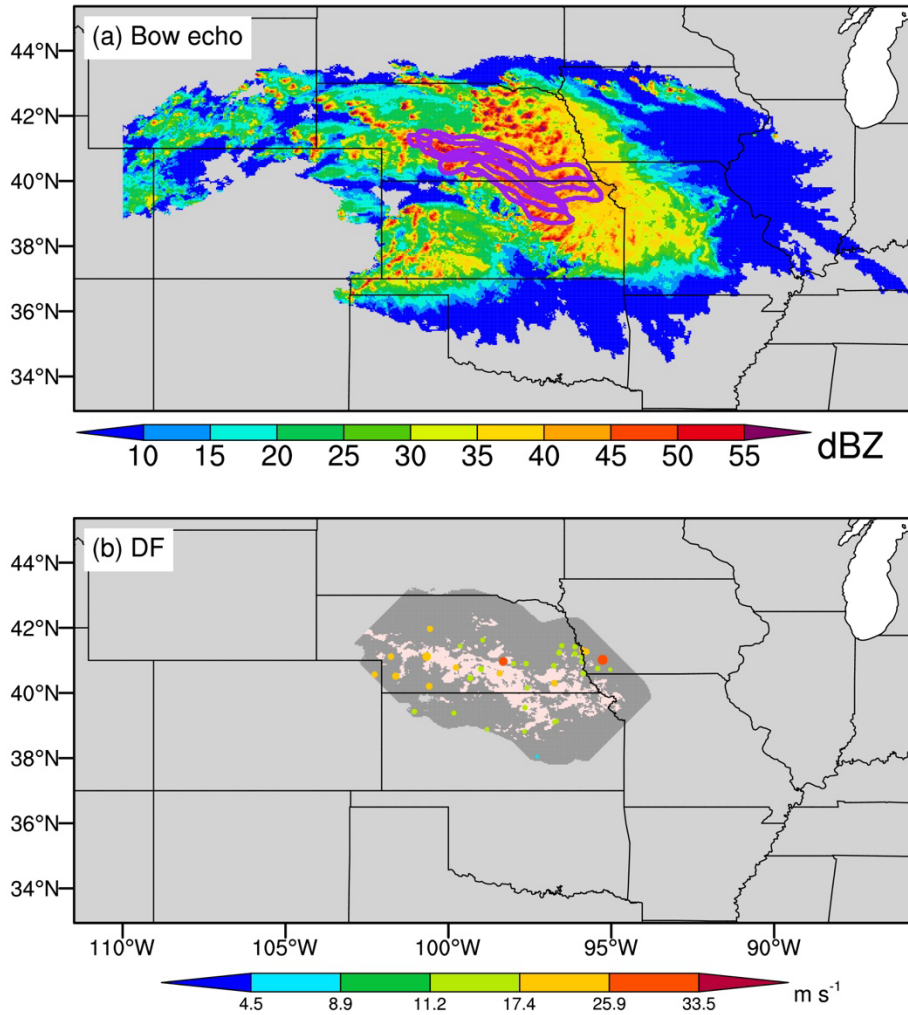 (a) Bow echo
44°N
42°N
40°N
38°N
36°N
34°N
10 15 20 25 30 35 40 45 50 55 dBZ
(b) DF
44°N
42°N
40°N
38°N
36°N
34°N
110°W 105°W 100°W 95°W 90°W
4.5 8.9 11.2 17.4 25.9 33.5 m s⁻¹